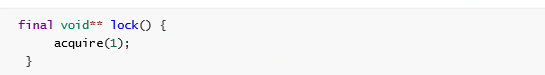 final void** lock() {
acquire(1);
}